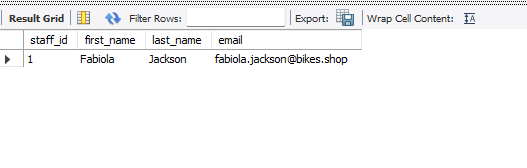 Result Grid Filter Rows: Export: Wrap Cell Content:
staff_id first_name last_name email
1 Fabiola Jackson fabiola.jackson@bikes.shop